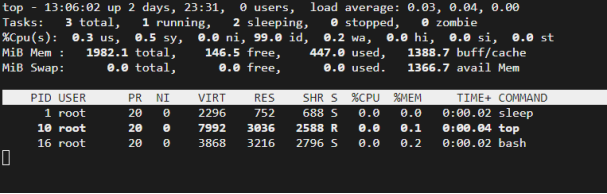 top - 13:06:02 up 2 days, 23:31,  0 users,  load average: 0.03, 0.04, 0.00
Tasks:   3 total,   1 running,   2 sleeping,   0 stopped,   0 zombie
%Cpu(s):  0.3 us,  0.5 sy,  0.0 ni, 99.0 id,  0.2 wa,  0.0 hi,  0.0 si,  0.0 st
MiB Mem :   1982.1 total,    146.5 free,    447.0 used,   1388.7 buff/cache
MiB Swap:      0.0 total,      0.0 free,      0.0 used.   1366.7 avail Mem
PID USER      PR  NI    VIRT    RES    SHR S  %CPU  %MEM     TIME+ COMMAND
1 root      20   0    2296    752    688 S   0.0   0.0   0:00.02 sleep
10 root      20   0    7992   3036   2588 R   0.0   0.1   0:00.04 top
16 root      20   0    3868   3216   2796 S   0.0   0.2   0:00.02 bash